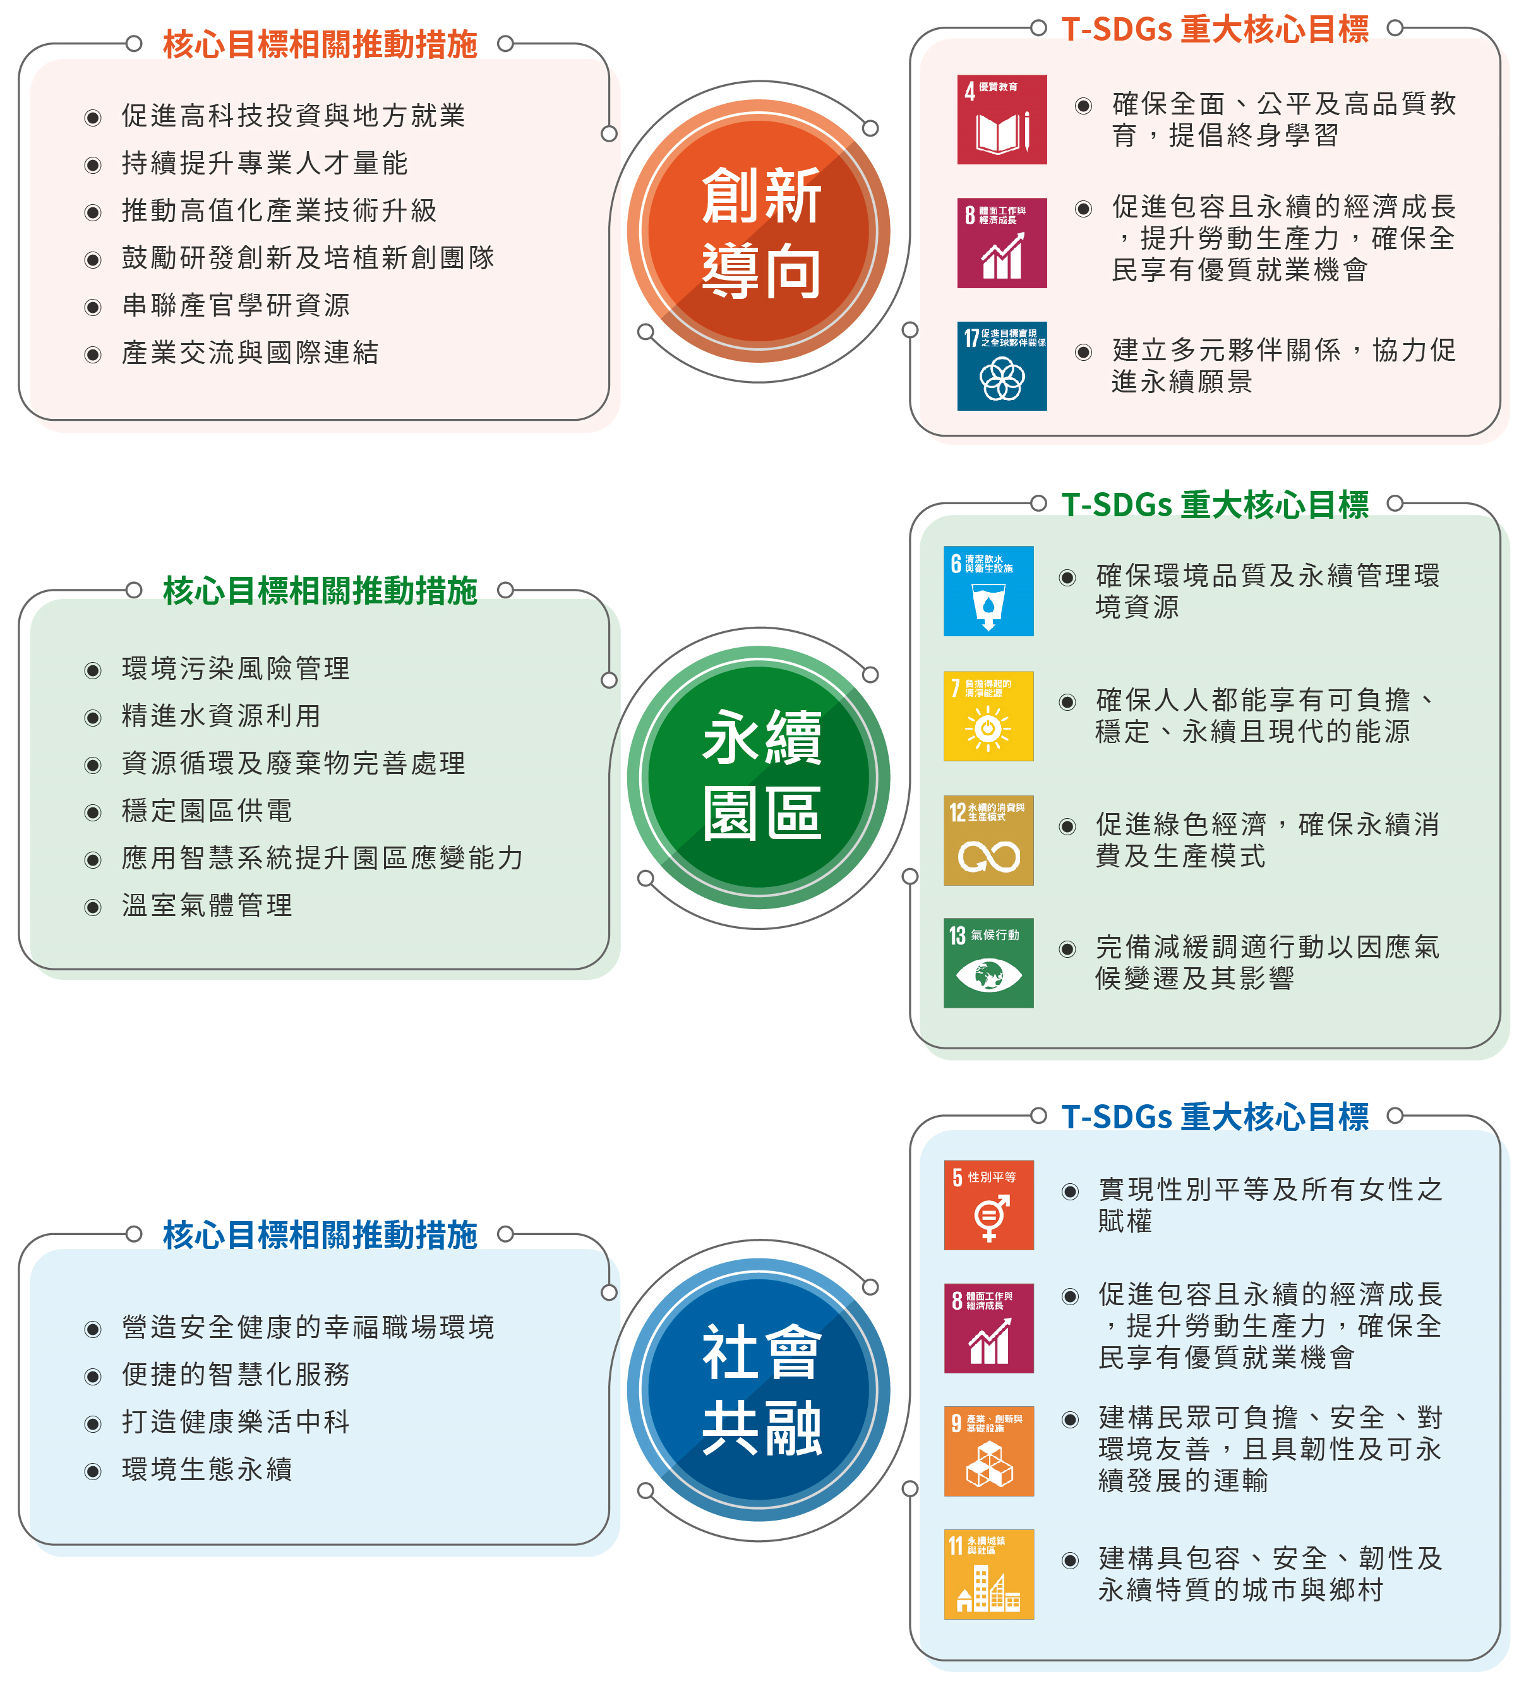 核心目標相關推動措施
促進高科技投資與地方就業
持續提升專業人才量能
推動高值化產業技術升級
鼓勵研發創新及培植新創團隊
串聯產官學研資源
產業交流與國際連結
創新
導向
T-SDGs 重大核心目標
4 優質教育
確保全面、公平及高品質教
育，提倡終身學習
8 體面工作與
經濟成長
促進包容且永續的經濟成長
，提升勞動生產力，確保全
民享有優質就業機會
17 促進目標實現
之全球夥伴關係
建立多元夥伴關係，協力促
進永續願景
核心目標相關推動措施
環境污染風險管理
精進水資源利用
資源循環及廢棄物完善處理
穩定園區供電
應用智慧系統提升園區應變能力
溫室氣體管理
永續
園區
T-SDGs 重大核心目標
6 清潔飲水
與衛生設施
確保環境品質及永續管理環
境資源
7 負擔得起的
清淨能源
確保人人都能享有可負擔、
穩定、永續且現代的能源
12 永續的消費與
生產模式
促進綠色經濟，確保永續消
費及生產模式
13 氣候行動
完備減緩調適行動以因應氣
候變遷及其影響
核心目標相關推動措施
營造安全健康的幸福職場環境
便捷的智慧化服務
打造健康樂活中科
環境生態永續
社會
共融
T-SDGs 重大核心目標
5 性別平等
實現性別平等及所有女性之
賦權
8 體面工作與
經濟成長
促進包容且永續的經濟成長
，提升勞動生產力，確保全
民享有優質就業機會
9 產業、創新與
基礎設施
建構民眾可負擔、安全、對
環境友善，且具韌性及可永
續發展的運輸
11 永續城鎮
與社區
建構具包容、安全、韌性及
永續特質的城市與鄉村